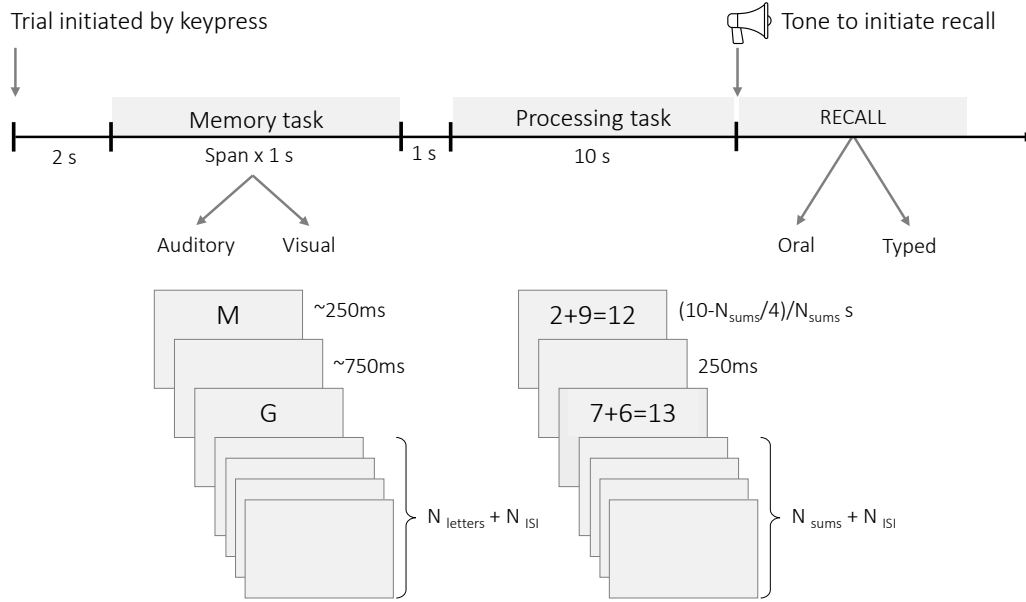 Trial initiated by keypress
Tone to initiate recall
Memory task
Processing task
RECALL
2 s
Span x 1 s
1 s
10 s
Auditory
Visual
Oral
Typed
M
~250ms
~750ms
G
N letters + N ISI
2+9=12
(10-Nsums/4)/Nsums s
250ms
7+6=13
N sums + N ISI